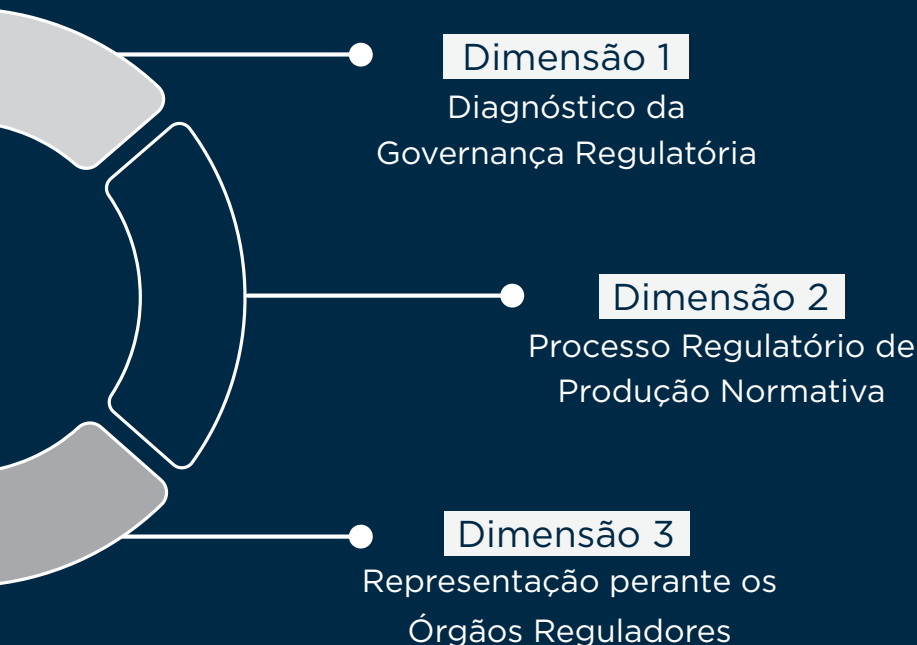 Dimensão 1
Diagnóstico da
Governança Regulatória
Dimensão 2
Processo Regulatório de
Produção Normativa
Dimensão 3
Representação perante os
Órgãos Reguladores